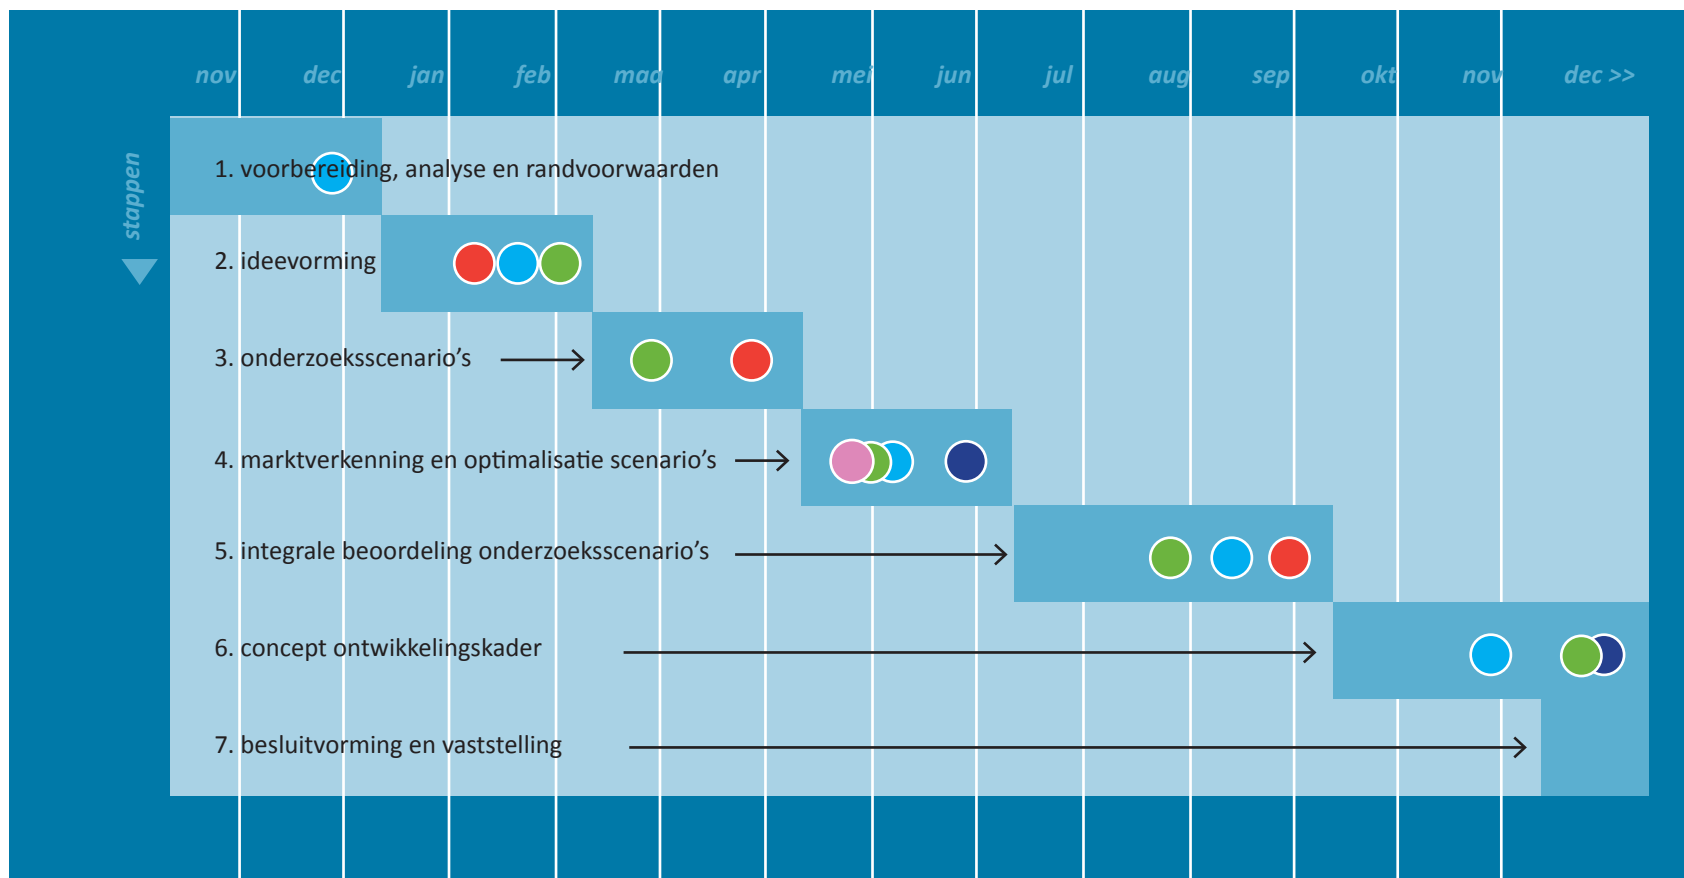 nov dec jan feb maa apr mei jun jul aug sep okt nov dec >>
stappen
1. voorbereiding, analyse en randvoorwaarden
2. ideevorming
3. onderzoeksscenario’s
4. marktverkenning en optimalisatie scenario’s
5. integrale beoordeling onderzoeksscenario’s
6. concept ontwikkelingskader
7. besluitvorming en vaststelling